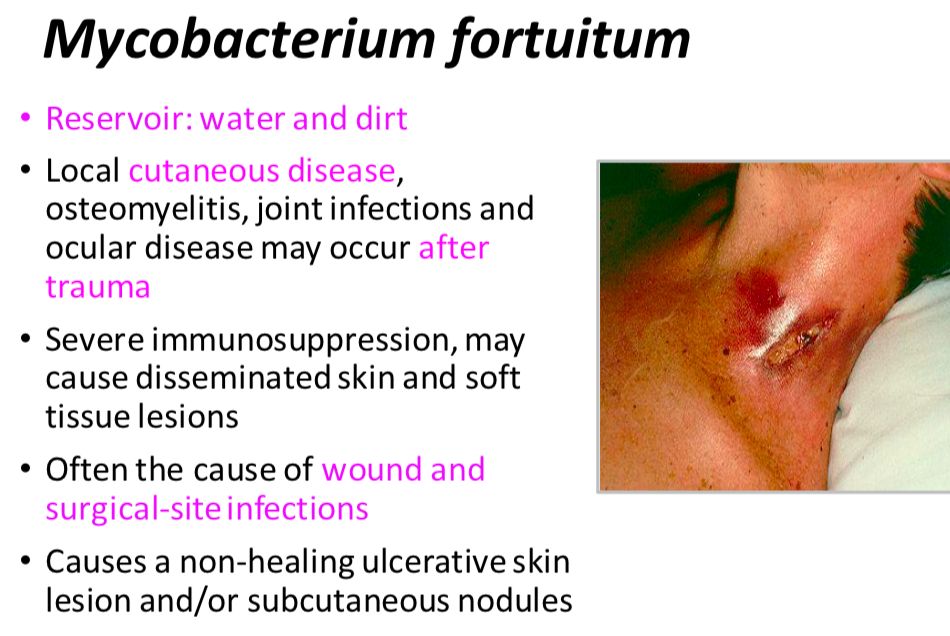 Mycobacterium fortuitum
• Reservoir: water and dirt
• Local cutaneous disease,
osteomyelitis, joint infections and
ocular disease may occur after
trauma
• Severe immunosuppression, may
cause disseminated skin and soft
tissue lesions
• Often the cause of wound and
surgical-site infections
• Causes a non-healing ulcerative skin
lesion and/or subcutaneous nodules